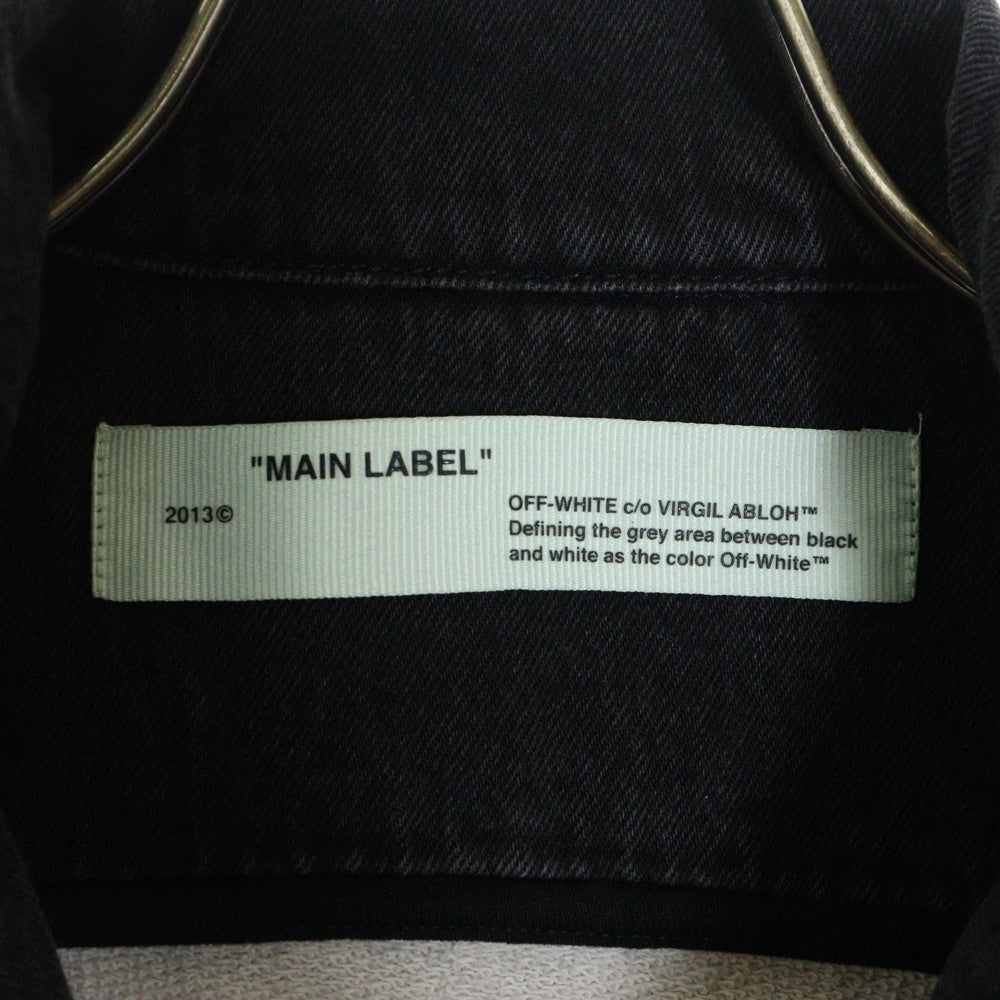 "MAIN LABEL"
2013©
OFF-WHITE c/o VIRGIL ABLOH™
Defining the grey area between black
and white as the color Off-White™